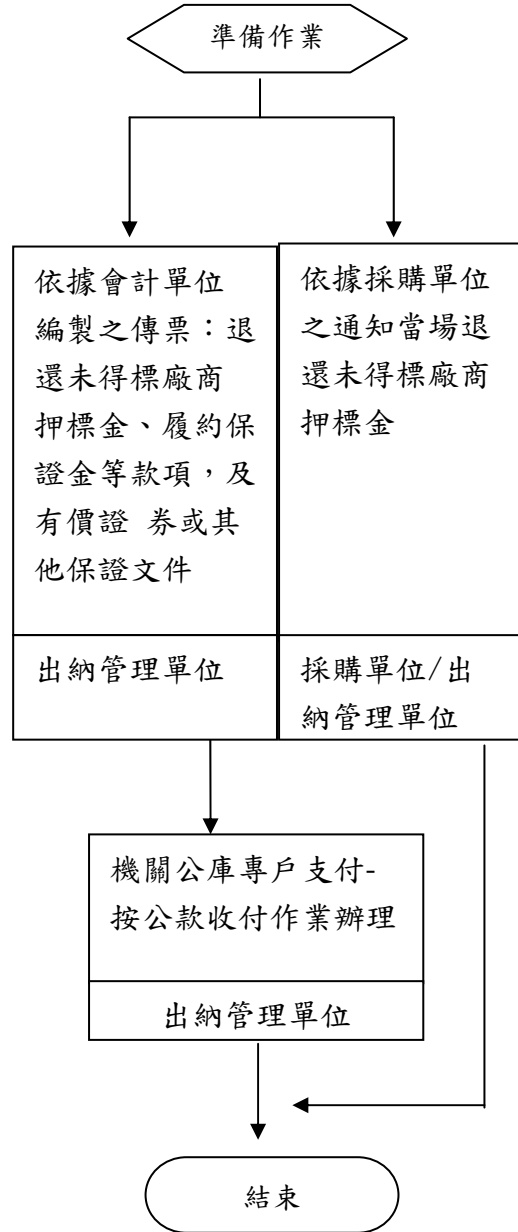 準備作業
依據會計單位
編製之傳票：退
還未得標廠商
押標金、履約保
證金等款項，及
有價證 券或其
他保證文件
出納管理單位
依據採購單位
之通知當場退
還未得標廠商
押標金
採購單位/出
納管理單位
機關公庫專戶支付-
按公款收付作業辦理
出納管理單位
結束